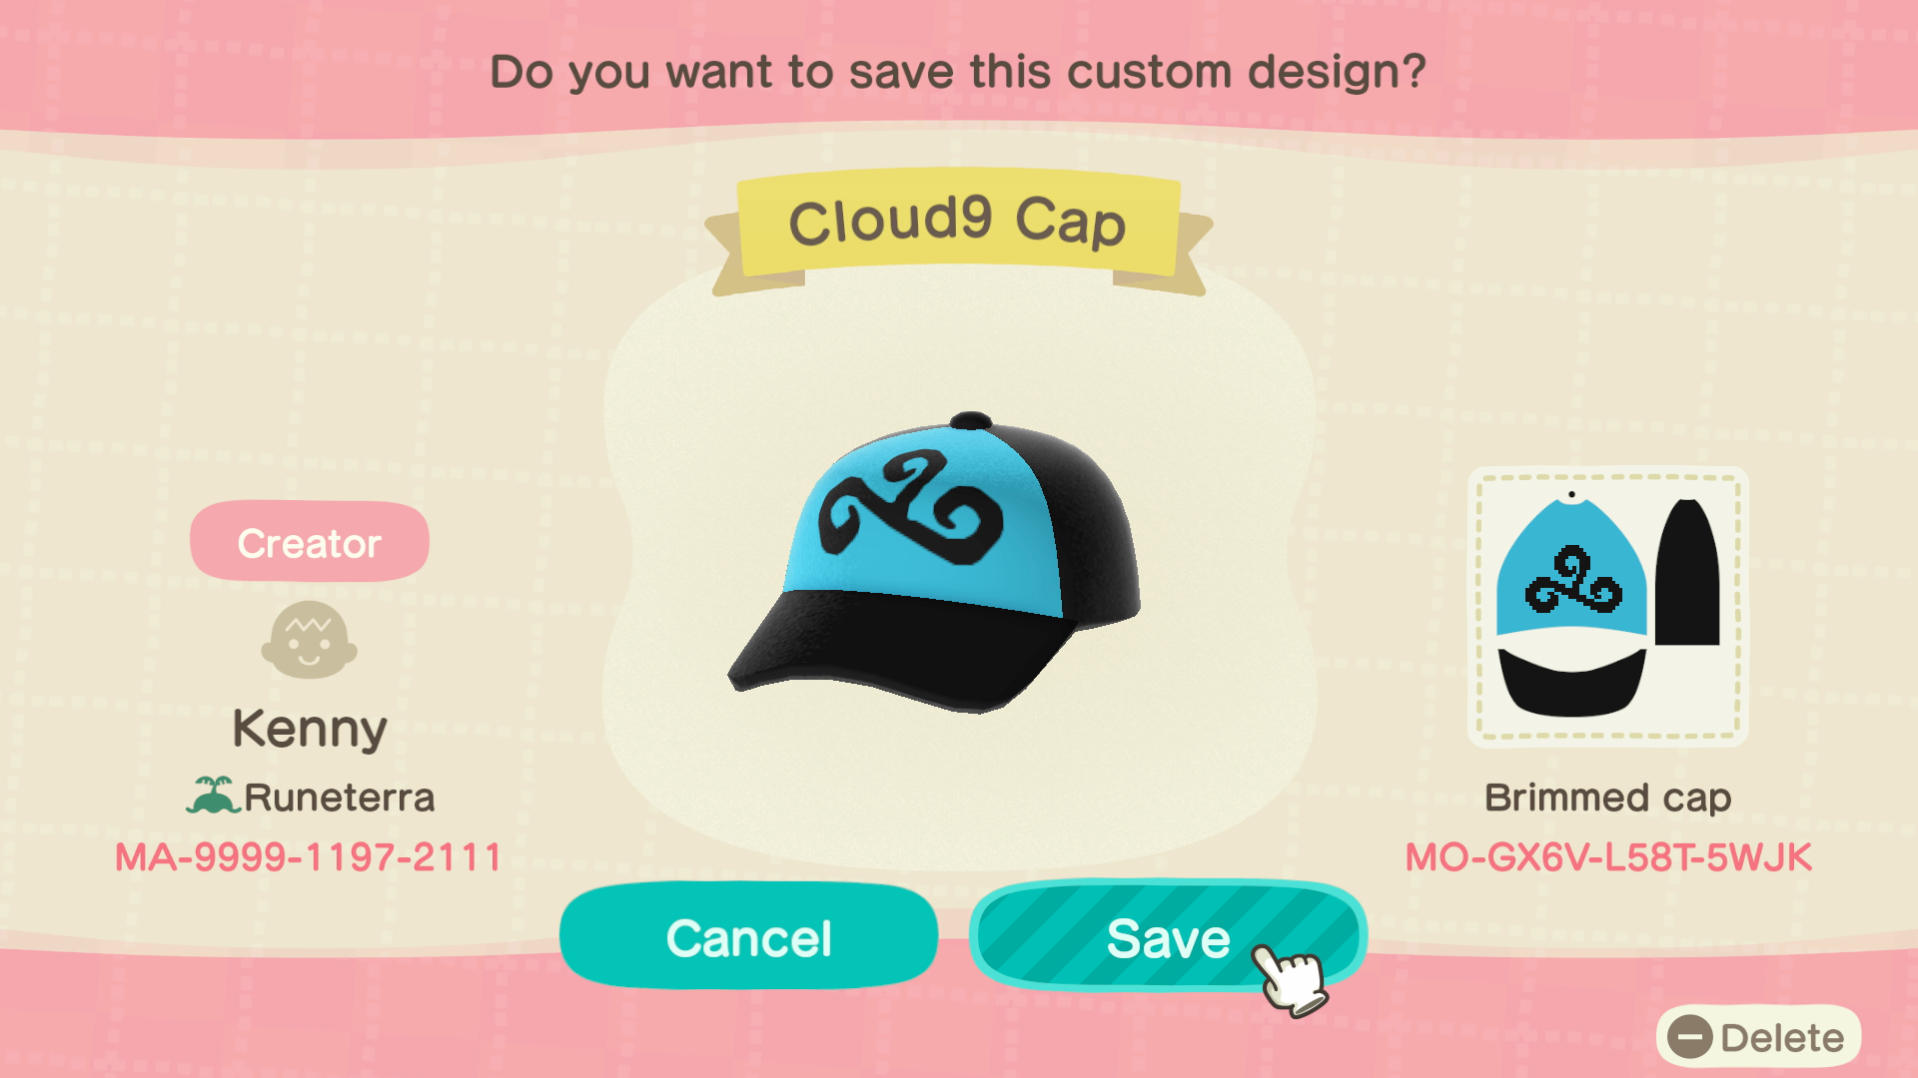 Do you want to save this custom design?
Cloud9 Cap
Creator
Kenny
Runeterra
MA-9999-1197-2111
Brimmed cap
MO-GX6V-L58T-5WJK
Cancel
Save
Delete